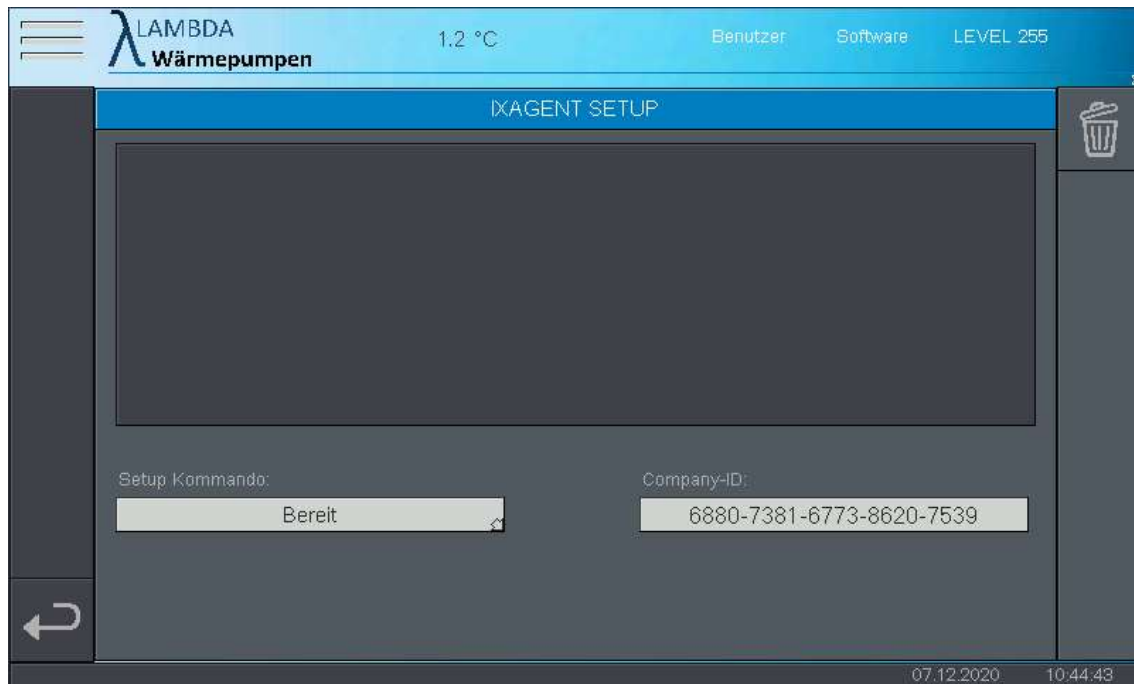 λLAMBDA
Wärmepumpen
1.2 °C
Benutzer
Software
LEVEL 255
IXAGENT SETUP
Setup Kommando:
Bereit
Company-ID:
6880-7381-6773-8620-7539
07.12.2020
10:44:43